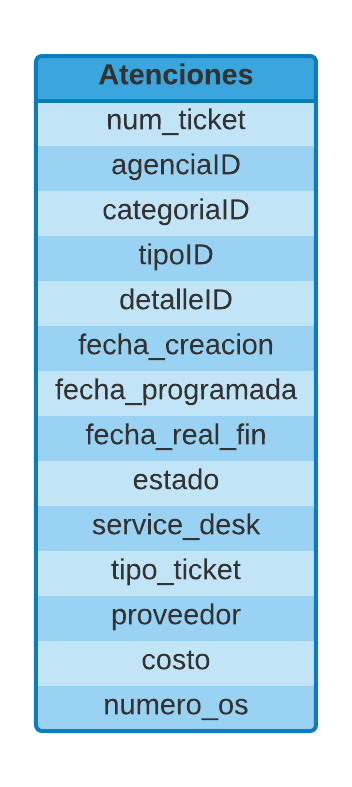 Atenciones
num_ticket
agenciaID
categoriaID
tipoID
detalleID
fecha_creacion
fecha_programada
fecha_real_fin
estado
service_desk
tipo_ticket
proveedor
costo
numero_os